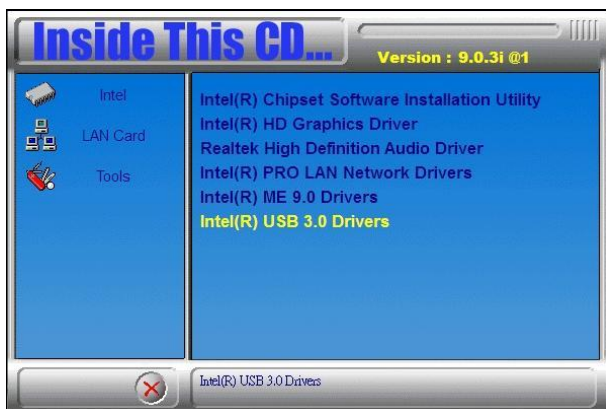 Inside This CD...
Version : 9.0.3i @1
Intel
LAN Card
Tools
Intel(R) Chipset Software Installation Utility
Intel(R) HD Graphics Driver
Realtek High Definition Audio Driver
Intel(R) PRO LAN Network Drivers
Intel(R) ME 9.0 Drivers
Intel(R) USB 3.0 Drivers
Intel(R) USB 3.0 Drivers